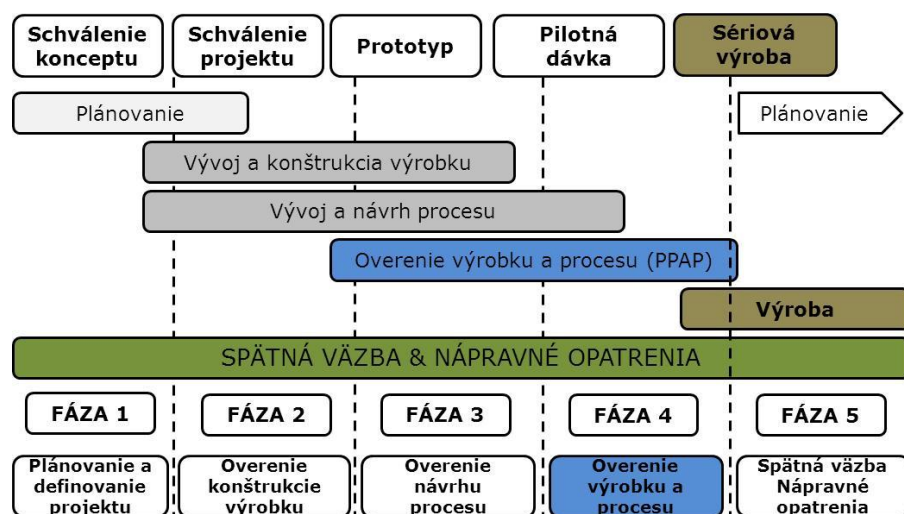 Schválenie
konceptu
Schválenie
projektu
Prototyp
Pilotná
dávka
Sériová
výroba
Plánovanie
Plánovanie
Vývoj a konštrukcia výrobku
Vývoj a návrh procesu
Overenie výrobku a procesu (PPAP)
Výroba
SPÄTNÁ VÄZBA & NÁPRAVNÉ OPATRENIA
FÁZA 1
FÁZA 2
FÁZA 3
FÁZA 4
FÁZA 5
Plánovanie a
definovanie
projektu
Overenie
konštrukcie
výrobku
Overenie
návrhu
procesu
Overenie
výrobku a
procesu
Spätná väzba
Nápravné
opatrenia